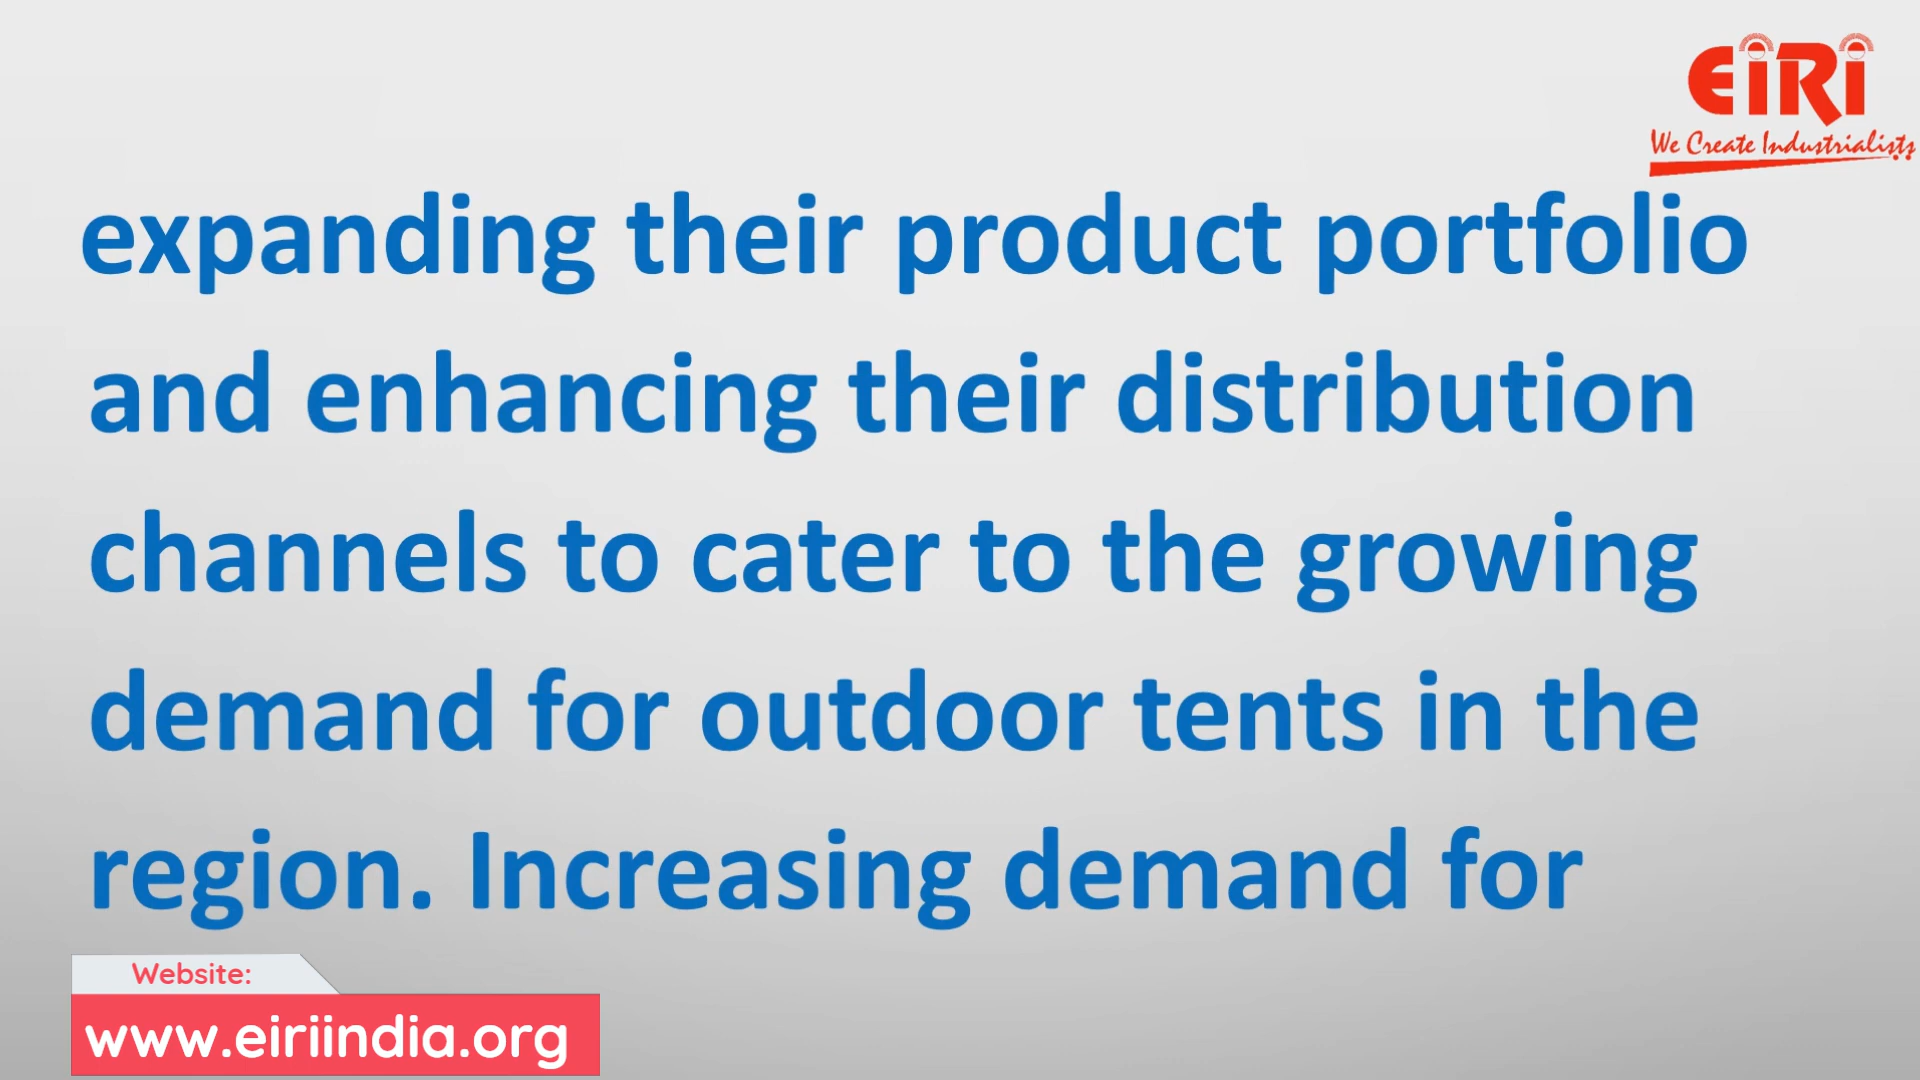 EiRi
We Create Industrialists
expanding their product portfolio
and enhancing their distribution
channels to cater to the growing
demand for outdoor tents in the
region. Increasing demand for
Website:
www.eiriindia.org